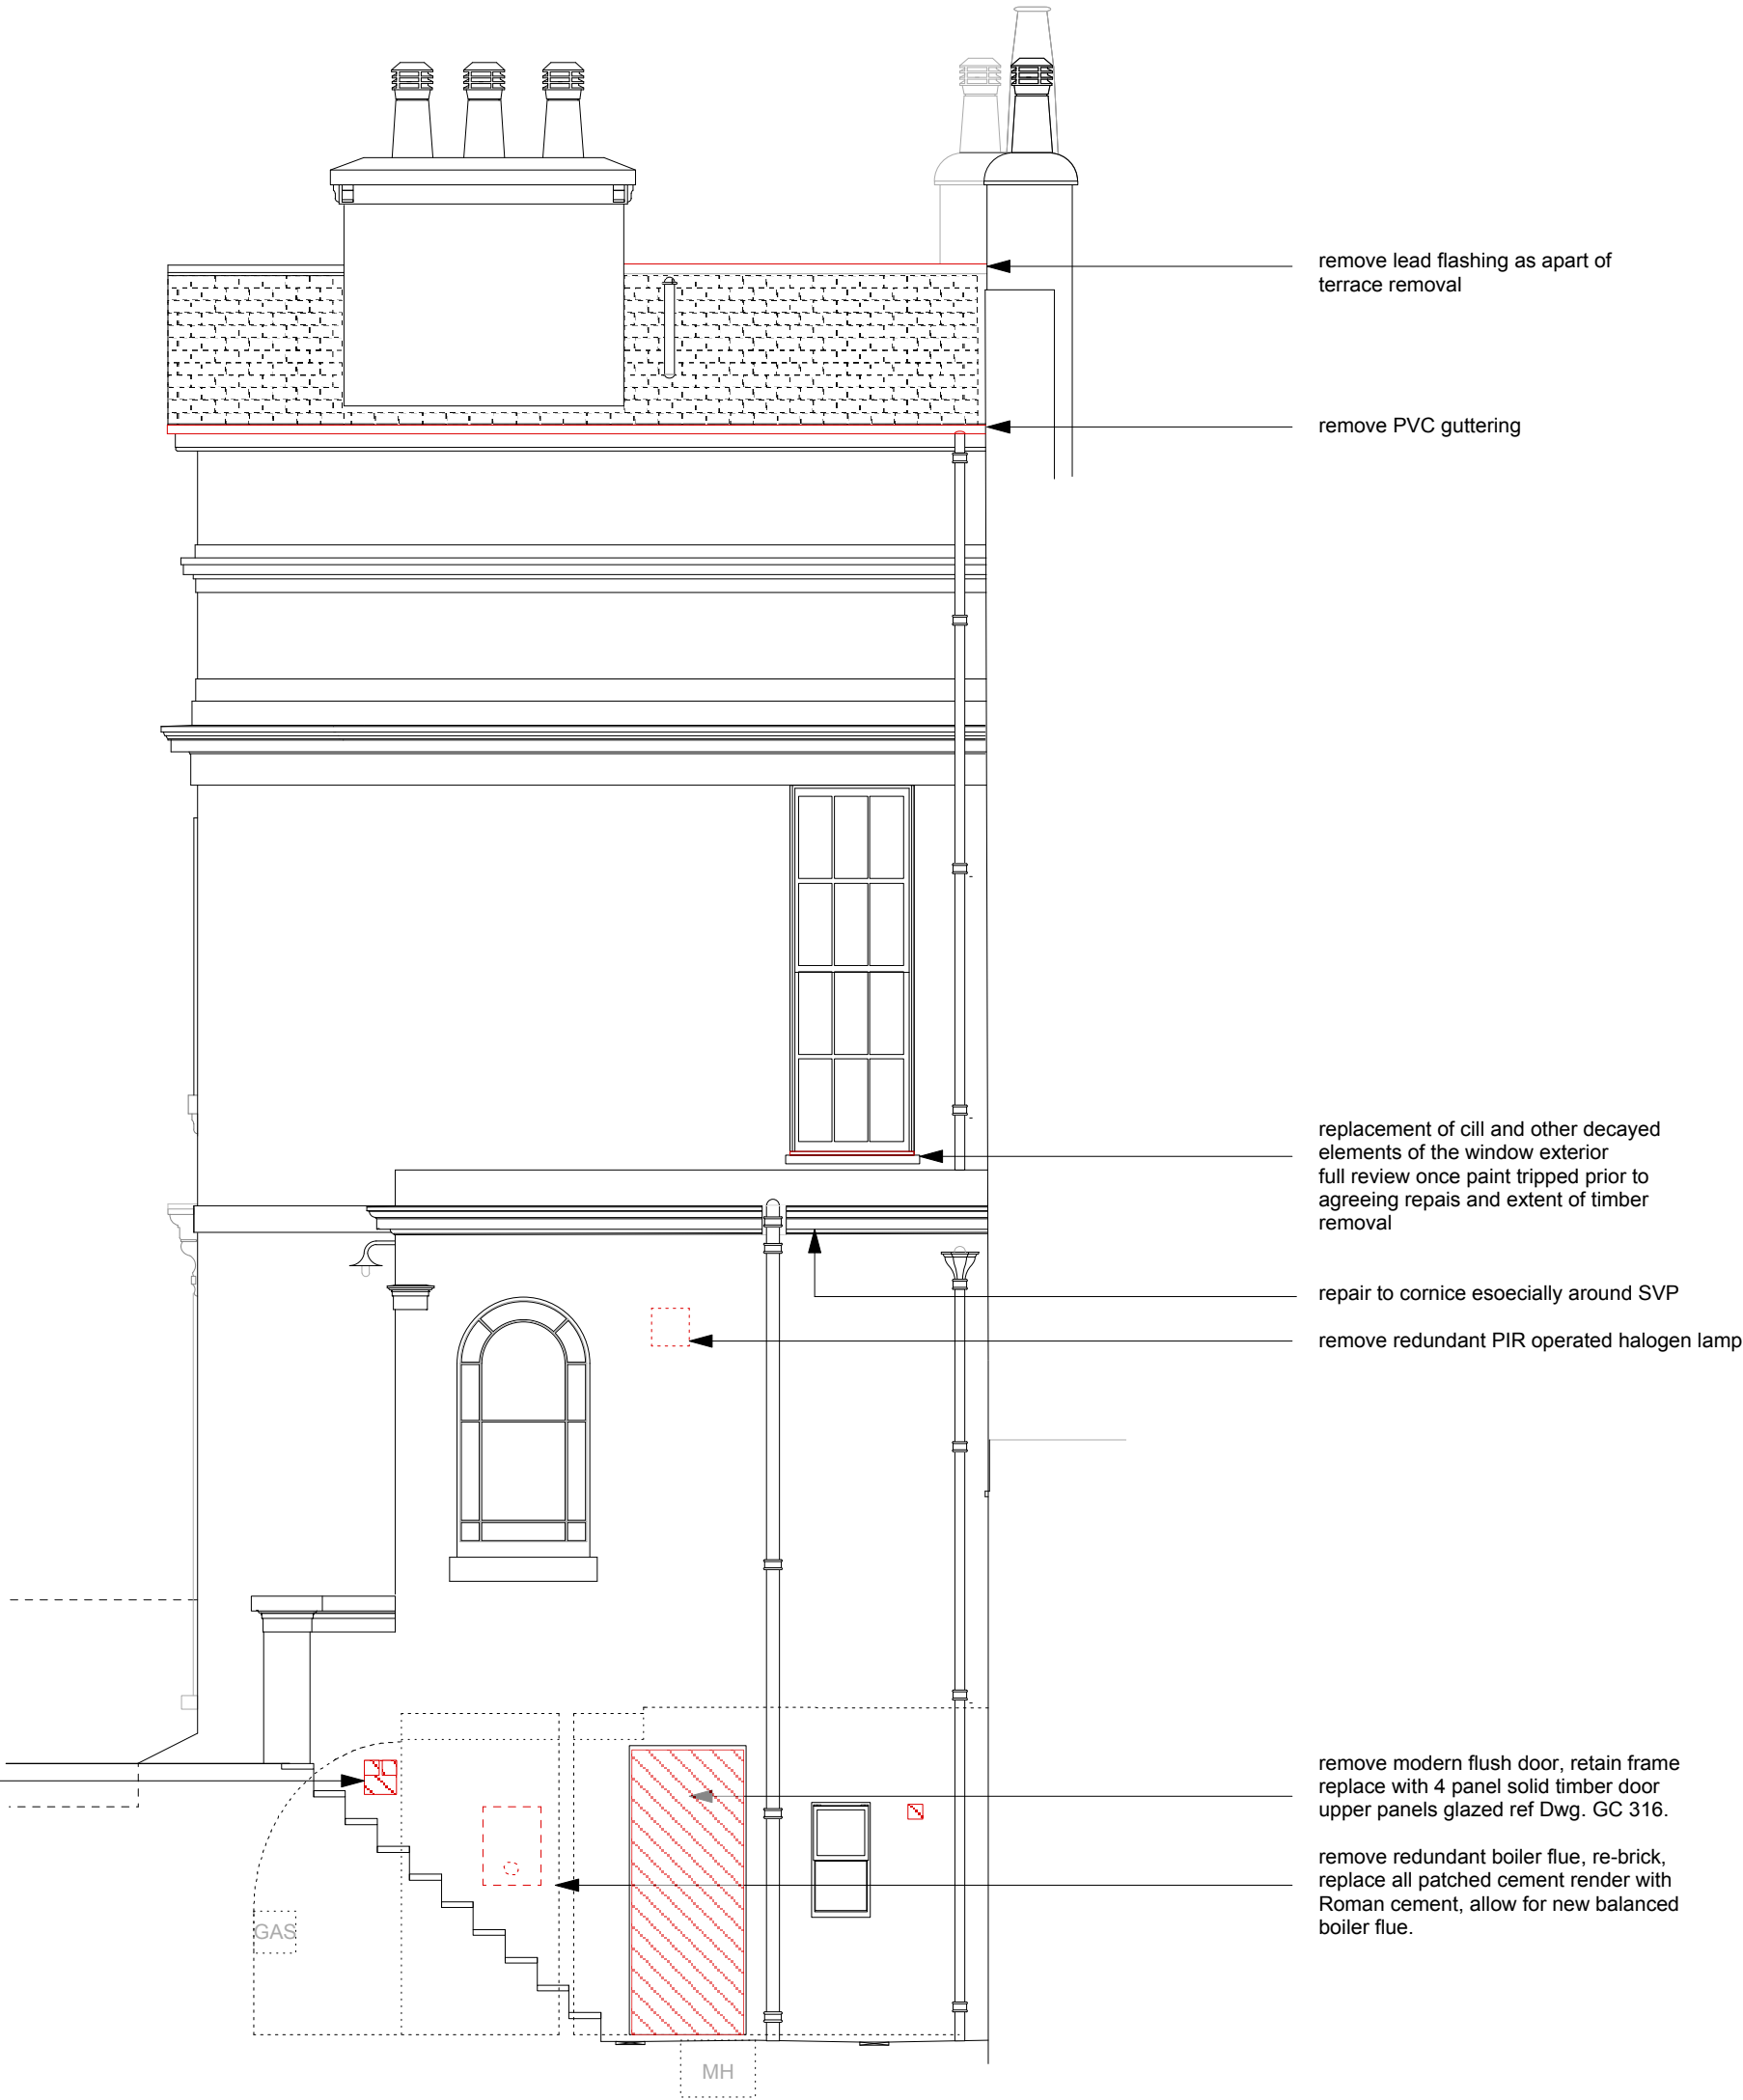 remove lead flashing as apart of
terrace removal
remove PVC guttering
replacement of cill and other decayed
elements of the window exterior
full review once paint tripped prior to
agreeing repais and extent of timber
removal
repair to cornice esoecially around SVP
remove redundant PIR operated halogen lamp
remove modern flush door, retain frame
replace with 4 panel solid timber door
upper panels glazed ref Dwg. GC 316.
remove redundant boiler flue, re-brick,
replace all patched cement render with
Roman cement, allow for new balanced
boiler flue.
GAS
MH